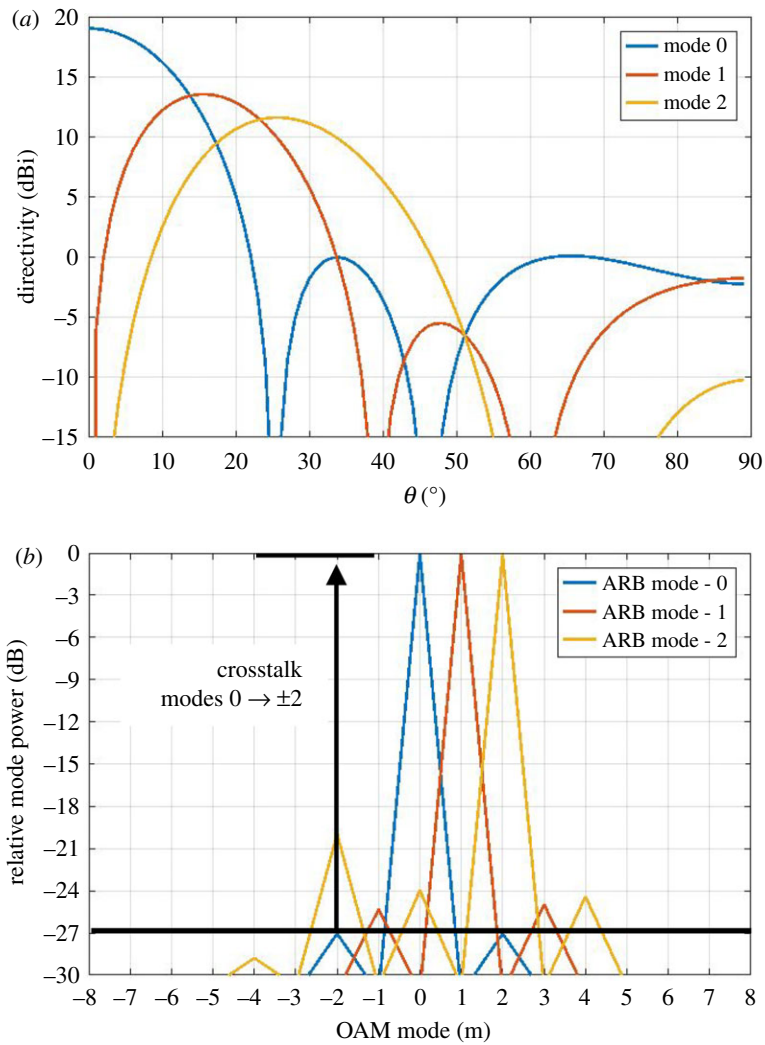 (a)
20
15
10
5
0
–5
–10
–15
directivity (dBi)
mode 0
mode 1
mode 2
0 10 20 30 40 50 60 70 80 90
θ (°)
(b)
0
–3
–6
–9
–12
–15
–18
–21
–24
–27
–30
relative mode power (dB)
crosstalk
modes 0 → ±2
ARB mode - 0
ARB mode - 1
ARB mode - 2
–8 –7 –6 –5 –4 –3 –2 –1 0 1 2 3 4 5 6 7 8
OAM mode (m)